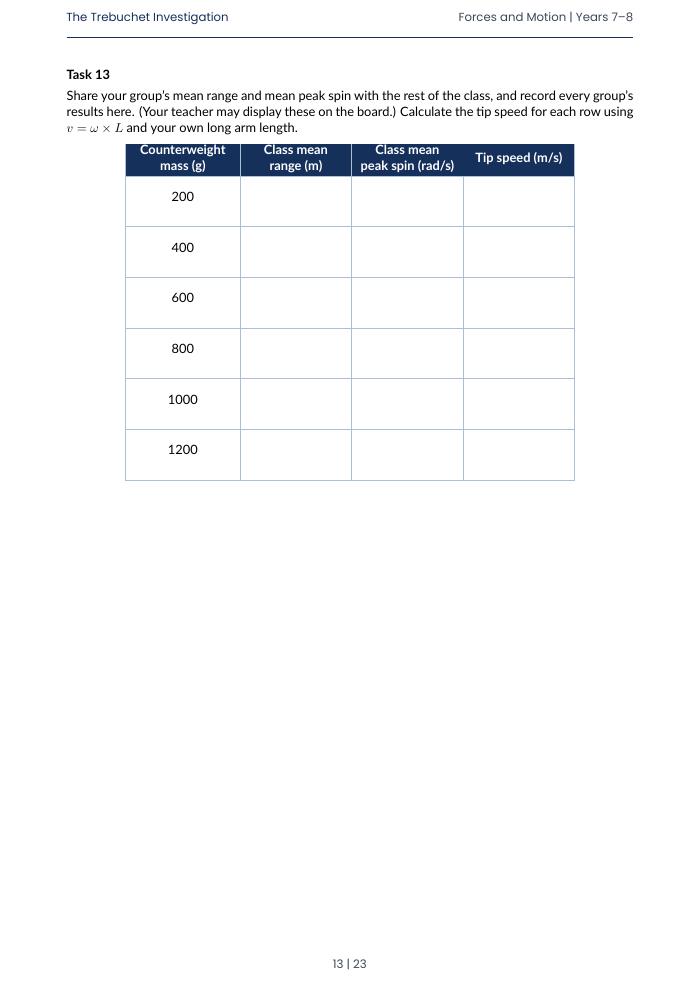 The Trebuchet Investigation
Forces and Motion | Years 7–8
Task 13
Share your group's mean range and mean peak spin with the rest of the class, and record every group's
results here. (Your teacher may display these on the board.) Calculate the tip speed for each row using
v = ω × L and your own long arm length.
Counterweight mass (g)
Class mean range (m)
Class mean peak spin (rad/s)
Tip speed (m/s)
200
400
600
800
1000
1200
13 | 23